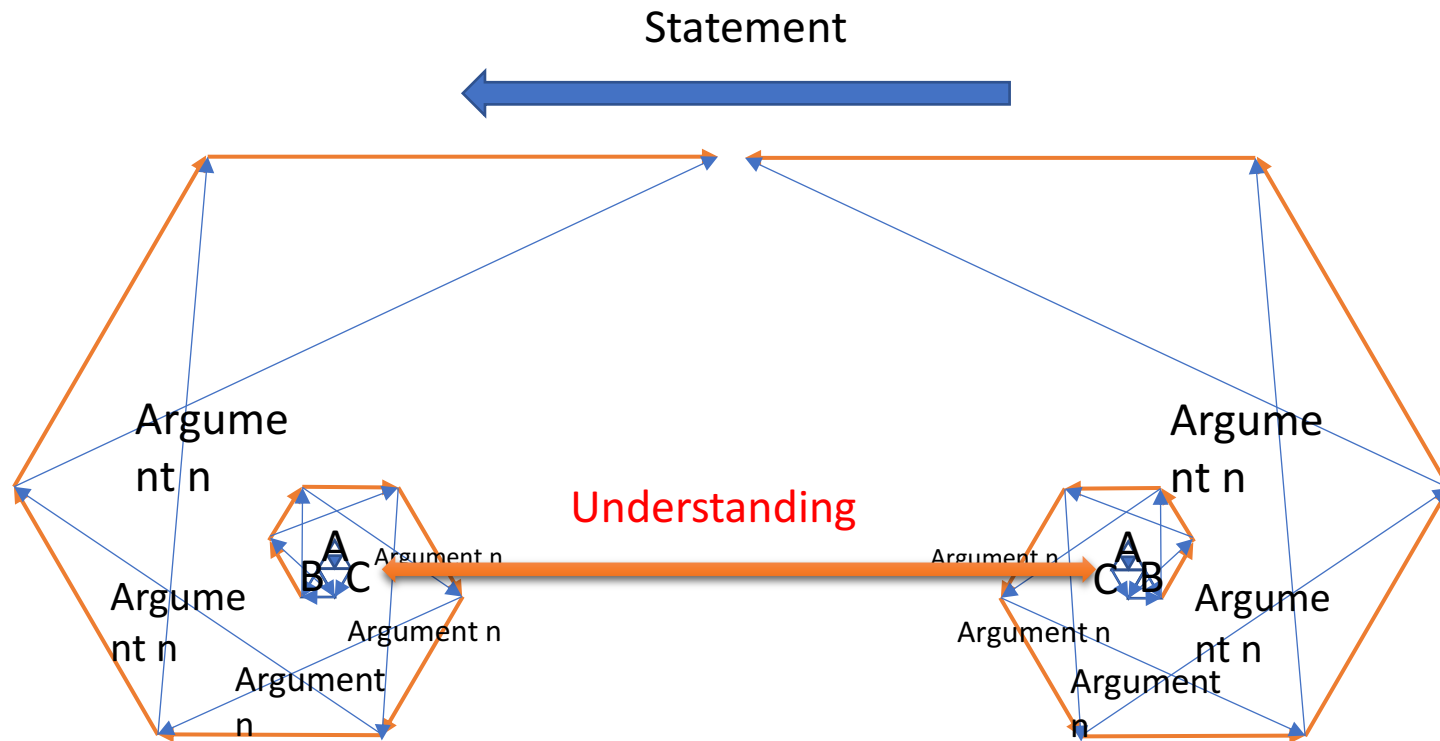 Statement
Argume
nt n
Argume
nt n
Understanding
A
B
C
Argument n
Argument n
A
C
B
Argume
nt n
Argument n
Argument n
Argume
nt n
Argument
n
Argument
n